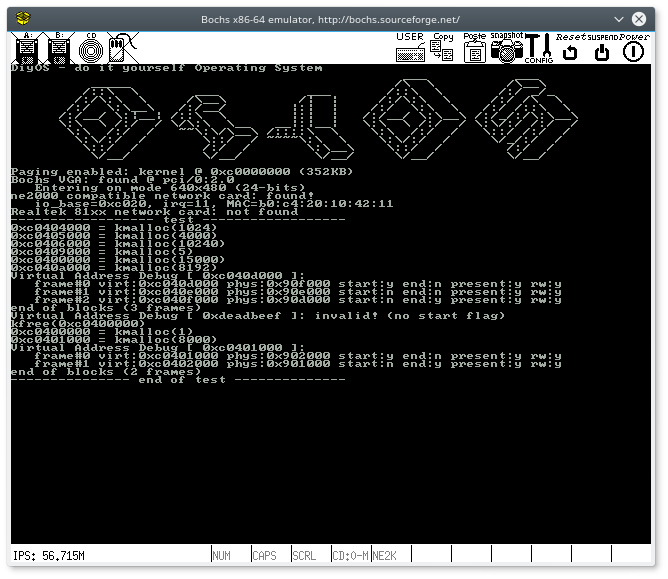 Bochs x86-64 emulator, http://bochs.sourceforge.net/
A: B: CD USER Copy Paste snapshot CONFIG Reset SUSPEND Power
DiyOS - do it yourself Operating System
Paging enabled: kernel @ 0xc0000000 (352KB)
Bochs VGA: found @ pci/0:2.0
Entering on mode 640x480 (24-bits)
ne2000 compatible network card: found!
io_base=0xc020, irq=11, MAC=b0:c4:20:10:42:11
Realtek 81xx network card: not found
------------------- test -------------------
0xc0404000 = kmalloc(1024)
0xc0405000 = kmalloc(4000)
0xc0406000 = kmalloc(10240)
0xc0409000 = kmalloc(5)
0xc0400000 = kmalloc(15000)
0xc040a000 = kmalloc(8192)
Virtual Address Debug [ 0xc040d000 ]:
frame#0 virt:0xc040d000 phys:0x90f000 start:y end:n present:y rw:y
frame#1 virt:0xc040e000 phys:0x90e000 start:n end:n present:y rw:y
frame#2 virt:0xc040f000 phys:0x90d000 start:n end:y present:y rw:y
end of blocks (3 frames)
Virtual Address Debug [ 0xdeadbeef ]: invalid! (no start flag)
kfree(0xc0400000)
0xc0400000 = kmalloc(1)
0xc0401000 = kmalloc(8000)
Virtual Address Debug [ 0xc0401000 ]:
frame#0 virt:0xc0401000 phys:0x902000 start:y end:n present:y rw:y
frame#1 virt:0xc0402000 phys:0x901000 start:n end:y present:y rw:y
end of blocks (2 frames)
--------------- end of test --------------
IPS: 56.715M NUM CAPS SCRL CD:0-M NE2K